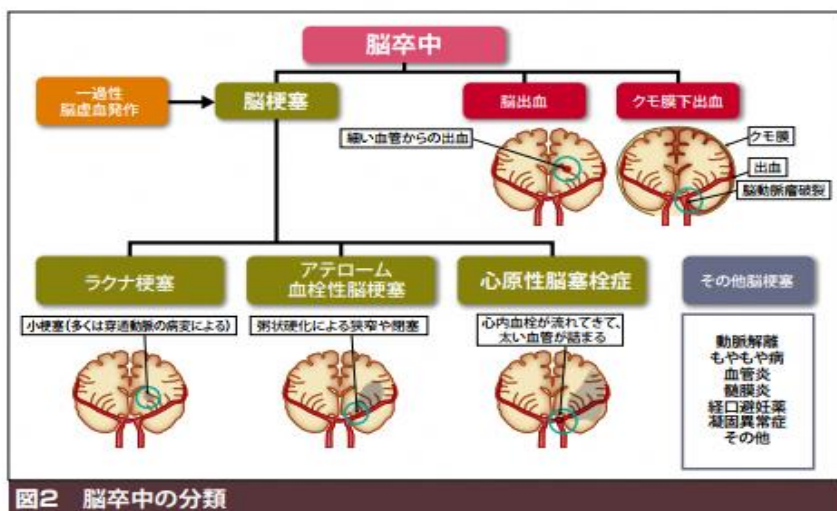 脳卒中
一過性
脳虚血発作
脳梗塞
脳出血
クモ膜下出血
細い血管からの出血
クモ膜
出血
脳動脈瘤破裂
ラクナ梗塞
アテローム
血栓性脳梗塞
心原性脳塞栓症
その他脳梗塞
小梗塞(多くは穿通動脈の病変による)
粥状硬化による狭窄や閉塞
心内血栓が流れてきて、
太い血管が詰まる
動脈解離
もやもや病
血管炎
髄膜炎
経口避妊薬
凝固異常症
その他
図2 脳卒中の分類